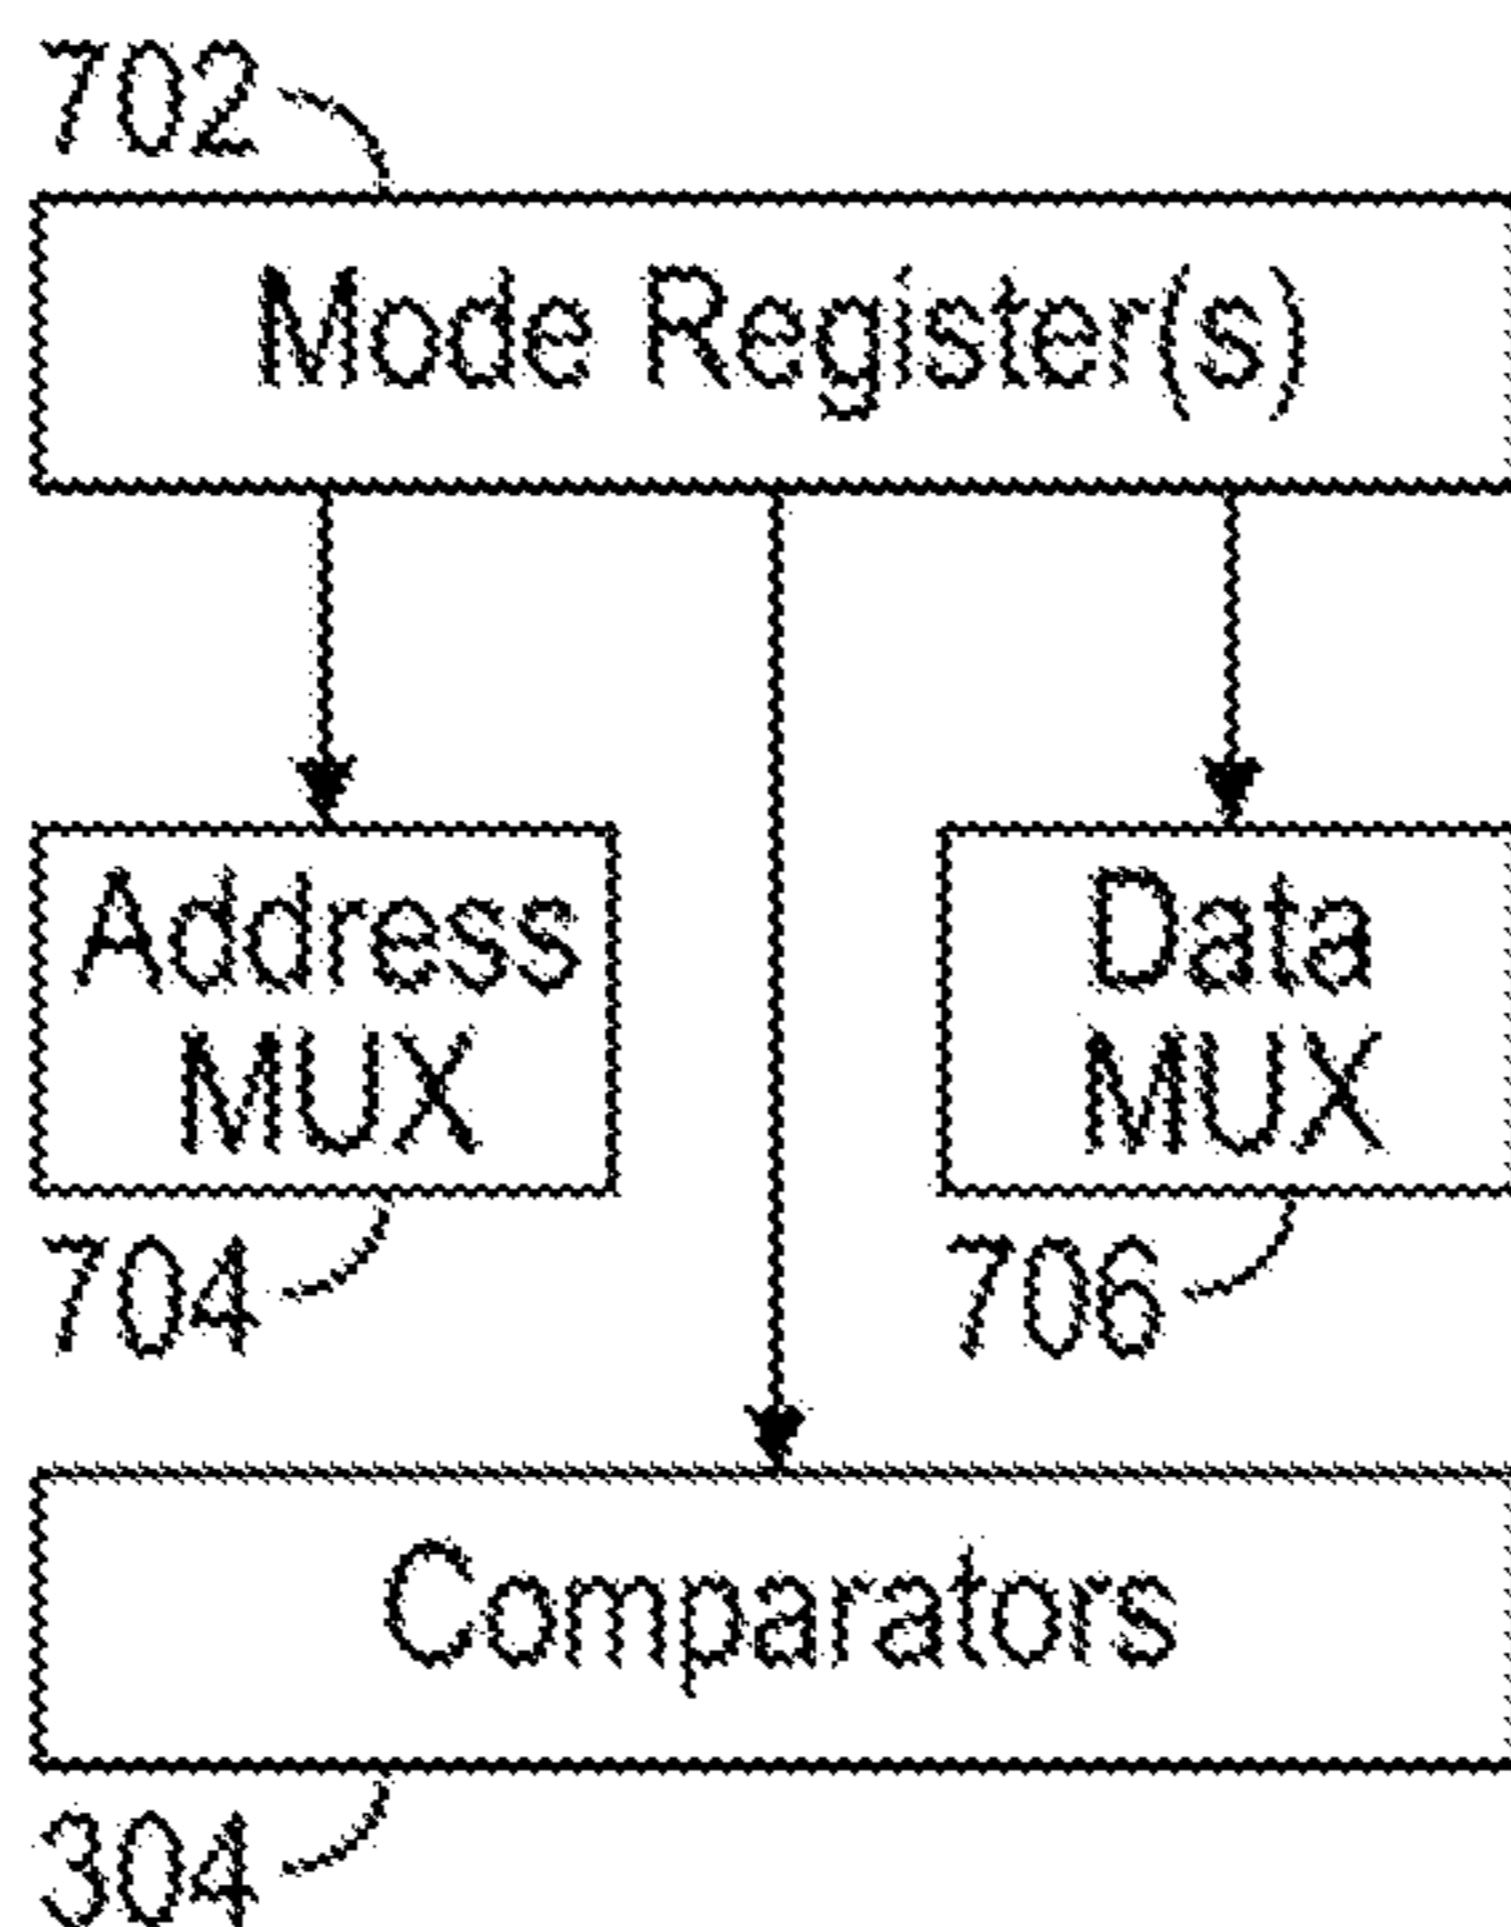 702
Mode Register(s)
Address
MUX
Data
MUX
704
706
Comparators
304